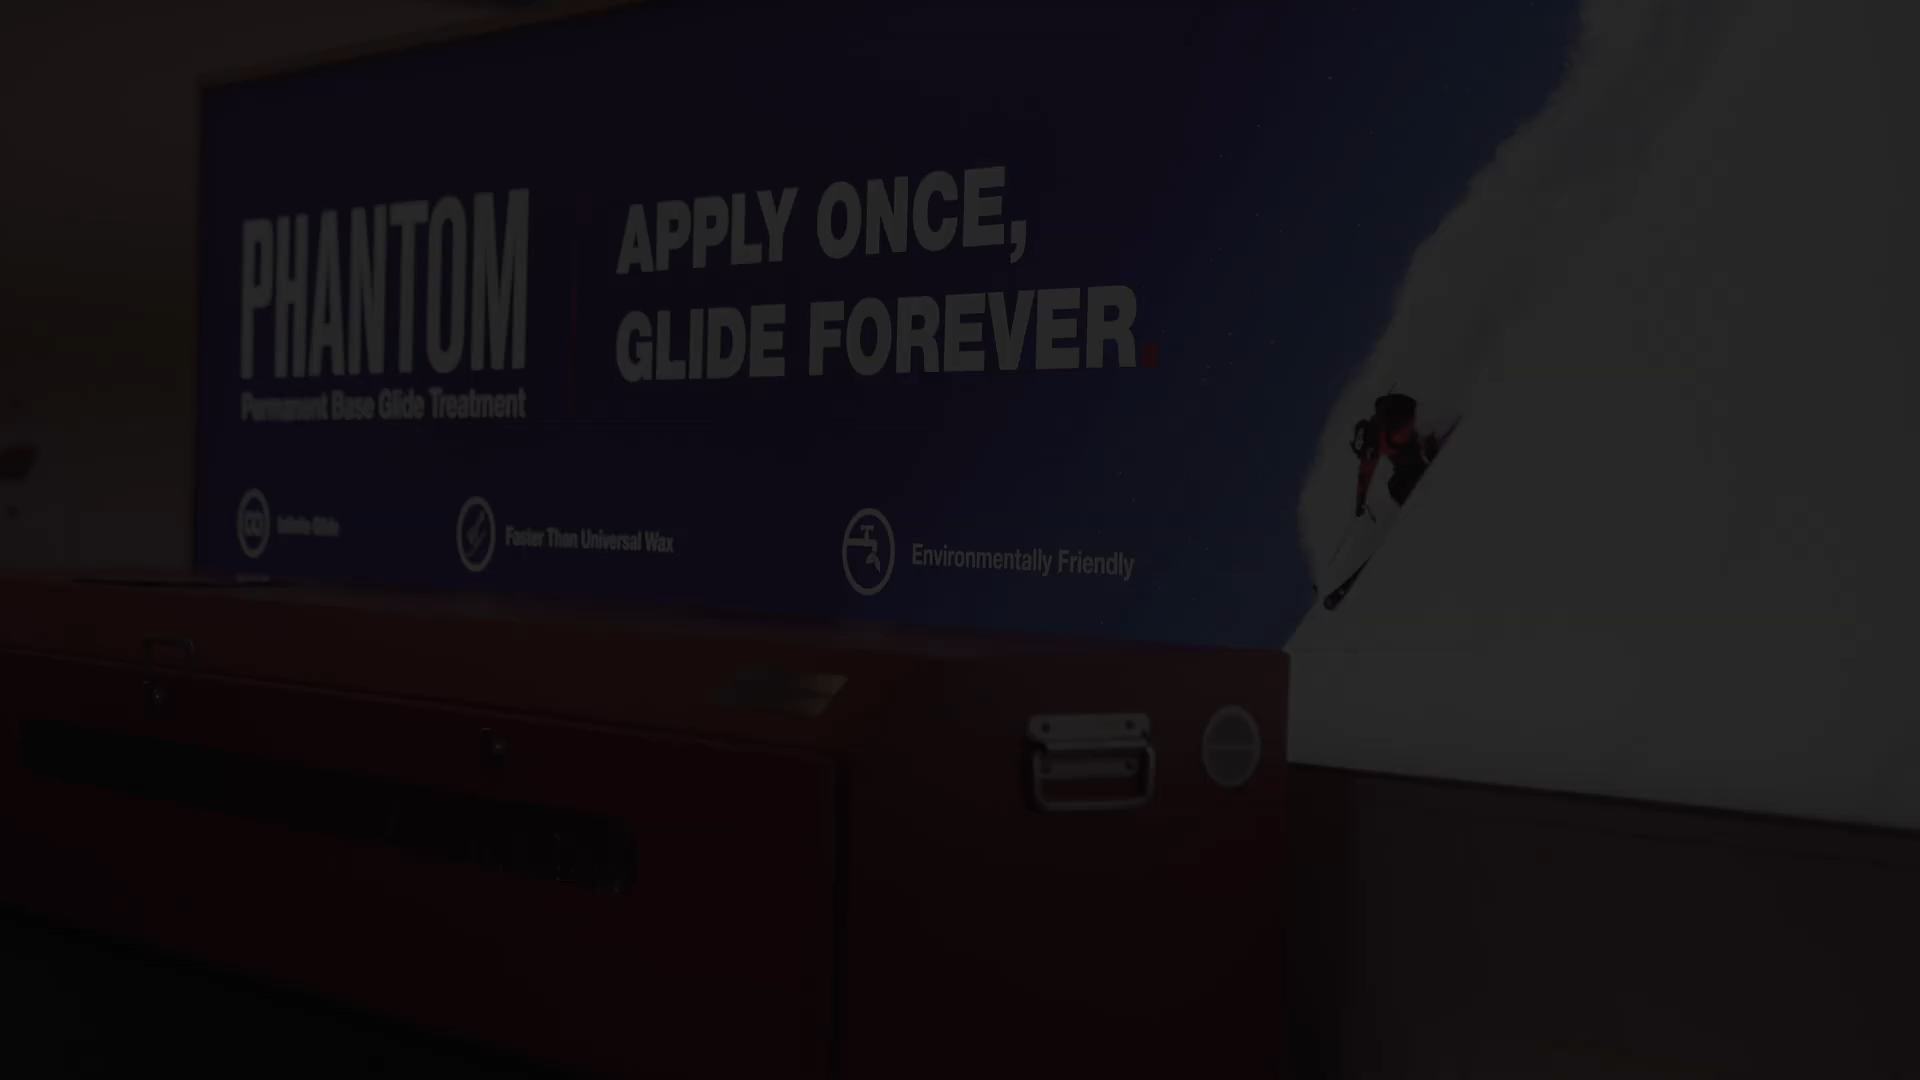 PHANTOM
Permanent Base Glide Treatment
APPLY ONCE,
GLIDE FOREVER.
Infinite Glide
Faster Than Universal Wax
Environmentally Friendly